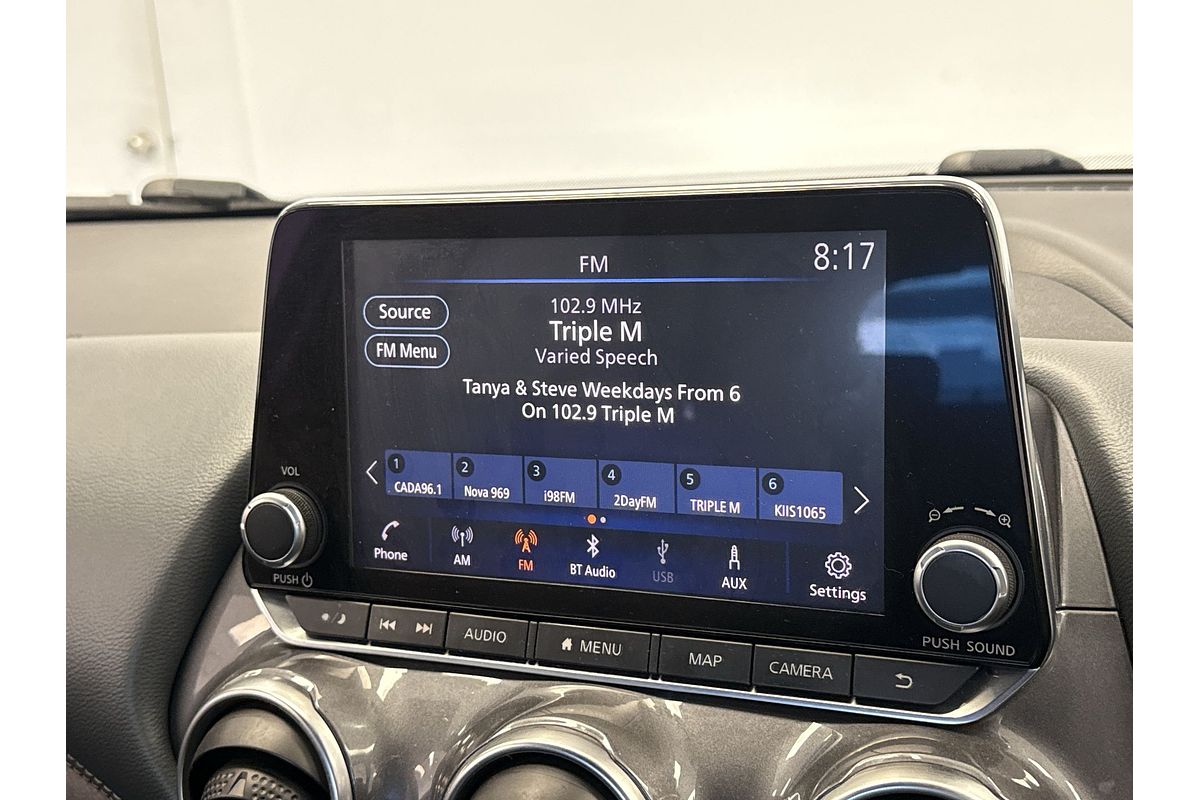 FM
8:17
Source
102.9 MHz
Triple M
FM Menu
Varied Speech
Tanya & Steve Weekdays From 6
On 102.9 Triple M
1 CADA96.1
2 Nova 969
3 i98FM
4 2DayFM
5 TRIPLE M
6 KIIS1065
Phone
AM
FM
BT Audio
USB
AUX
Settings
VOL
PUSH
PUSH SOUND
AUDIO
MENU
MAP
CAMERA